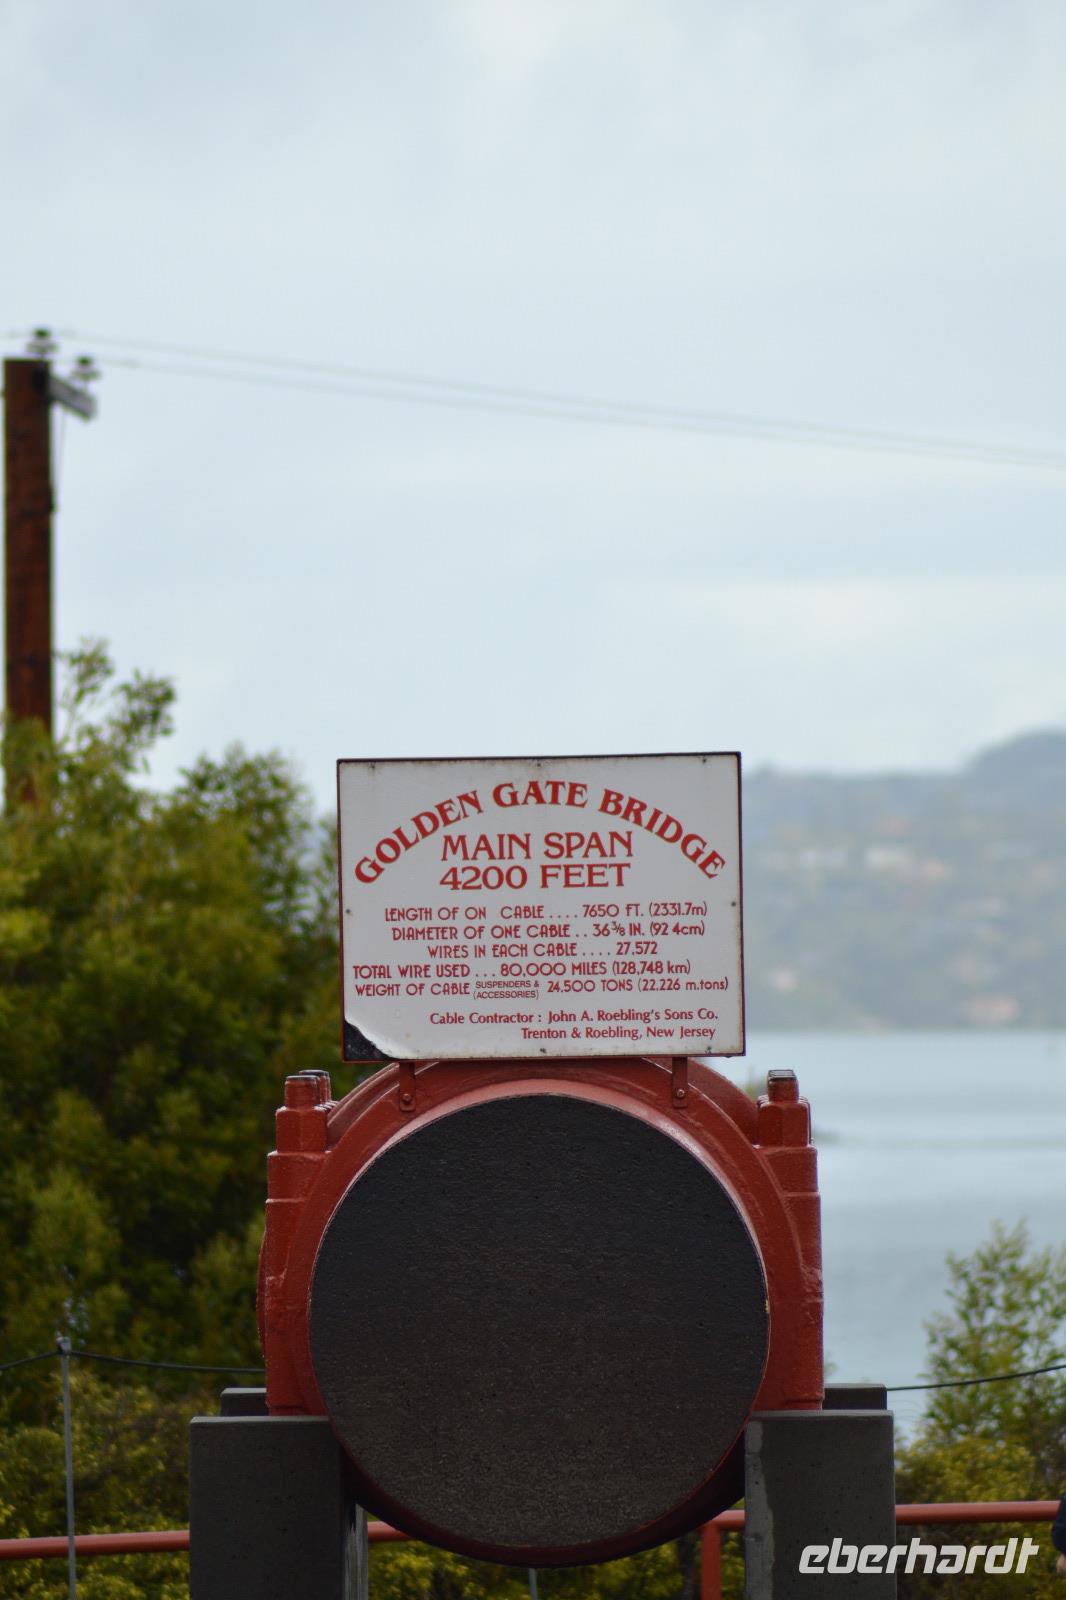 GOLDEN GATE BRIDGE
MAIN SPAN
4200 FEET
LENGTH OF ON CABLE .... 7650 FT. (2331.7m)
DIAMETER OF ONE CABLE .. 36 3/8 IN. (92 4cm)
WIRES IN EACH CABLE .... 27,572
TOTAL WIRE USED ... 80,000 MILES (128,748 km)
WEIGHT OF CABLE SUSPENDERS & (ACCESSORIES) 24,500 TONS (22,226 m.tons)
Cable Contractor : John A. Roebling's Sons Co.
Trenton & Roebling, New Jersey
eberhardt